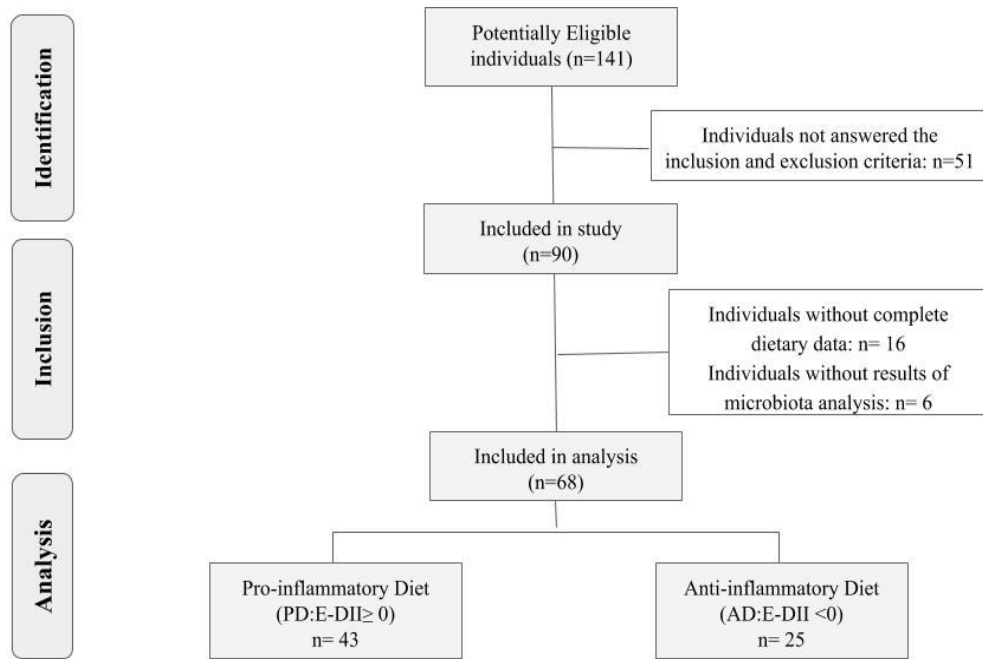 Identification
Potentially Eligible
individuals (n=141)
Individuals not answered the
inclusion and exclusion criteria: n=51
Included in study
(n=90)
Inclusion
Individuals without complete
dietary data: n= 16
Individuals without results of
microbiota analysis: n= 6
Included in analysis
(n=68)
Analysis
Pro-inflammatory Diet
(PD:E-DII≥ 0)
n= 43
Anti-inflammatory Diet
(AD:E-DII <0)
n= 25